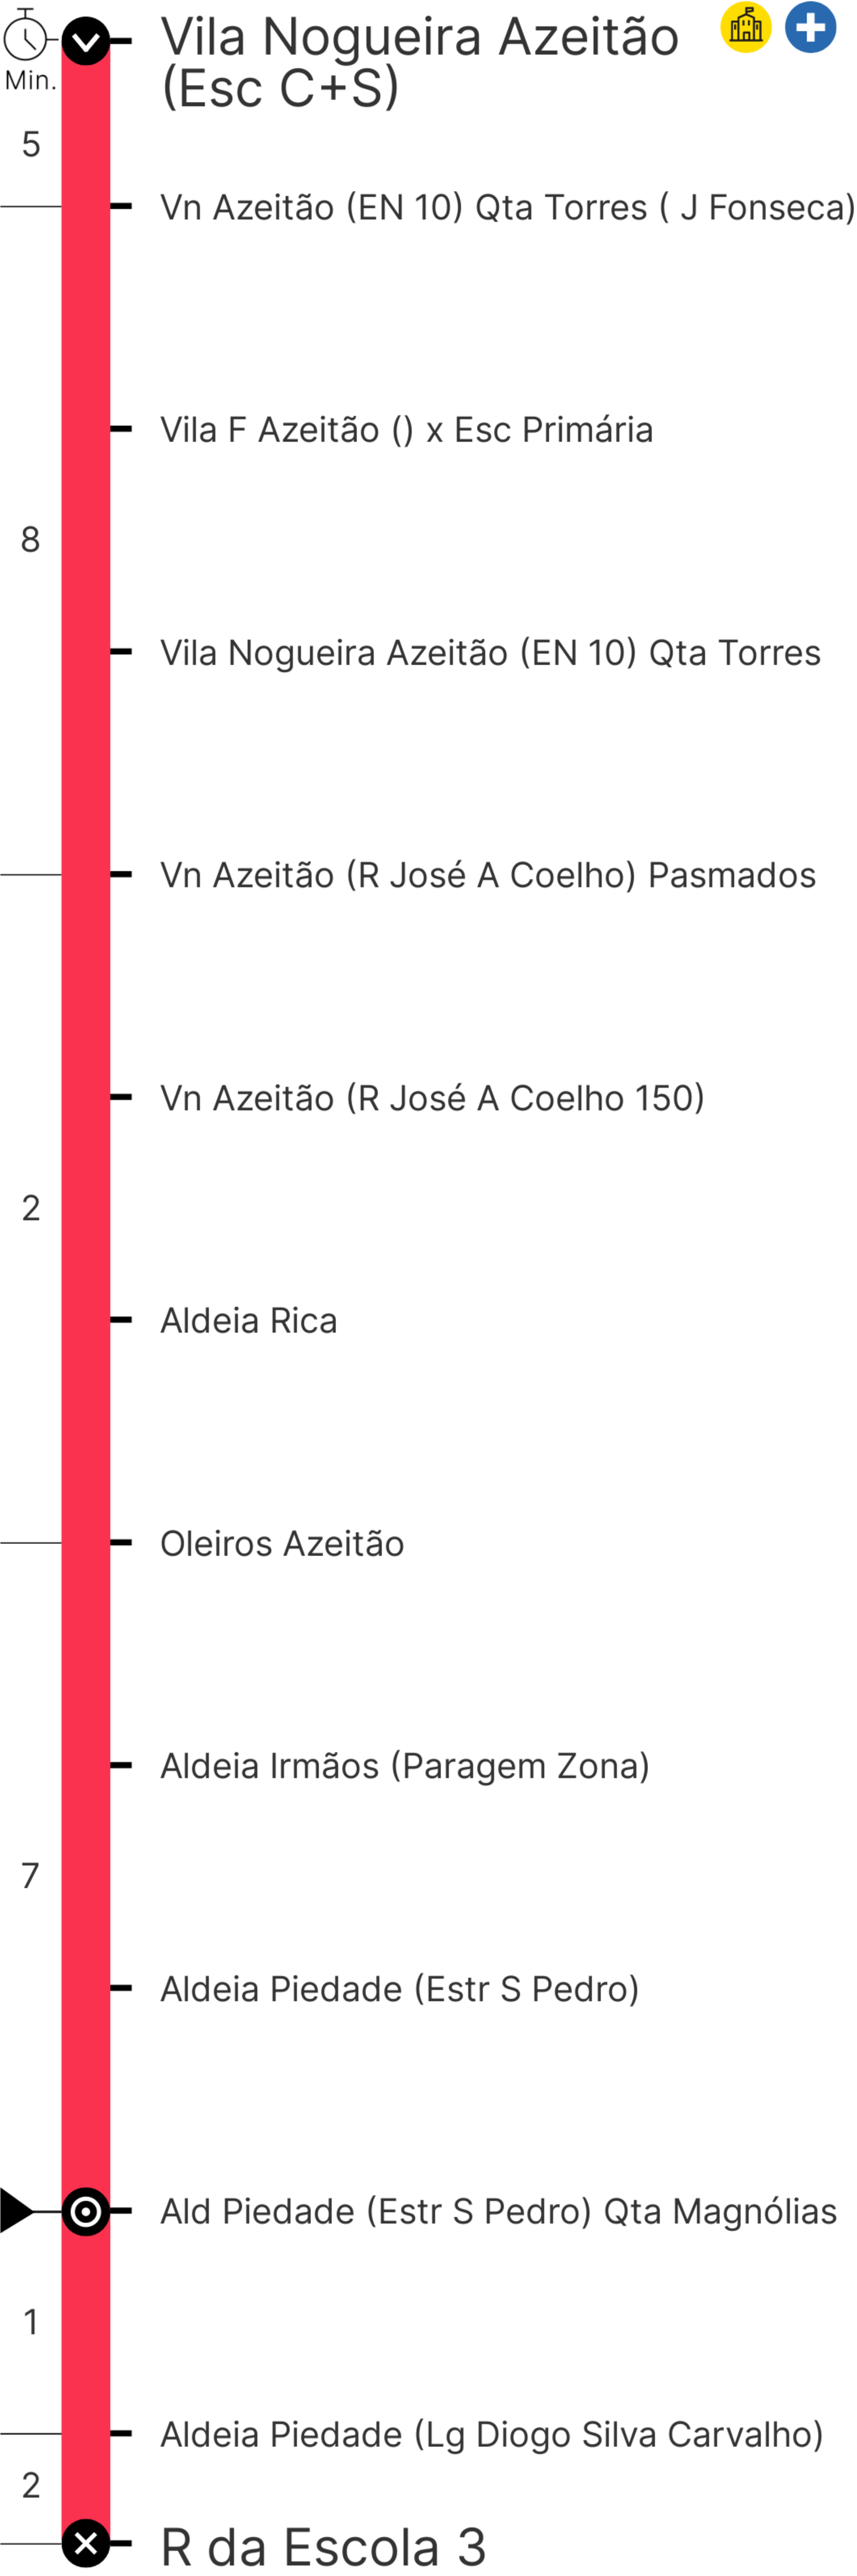 Vila Nogueira Azeitão
(Esc C+S)
Min.
5
Vn Azeitão (EN 10) Qta Torres ( J Fonseca)
Vila F Azeitão () x Esc Primária
8
Vila Nogueira Azeitão (EN 10) Qta Torres
Vn Azeitão (R José A Coelho) Pasmados
Vn Azeitão (R José A Coelho 150)
2
Aldeia Rica
Oleiros Azeitão
Aldeia Irmãos (Paragem Zona)
7
Aldeia Piedade (Estr S Pedro)
Ald Piedade (Estr S Pedro) Qta Magnólias
1
Aldeia Piedade (Lg Diogo Silva Carvalho)
2
R da Escola 3